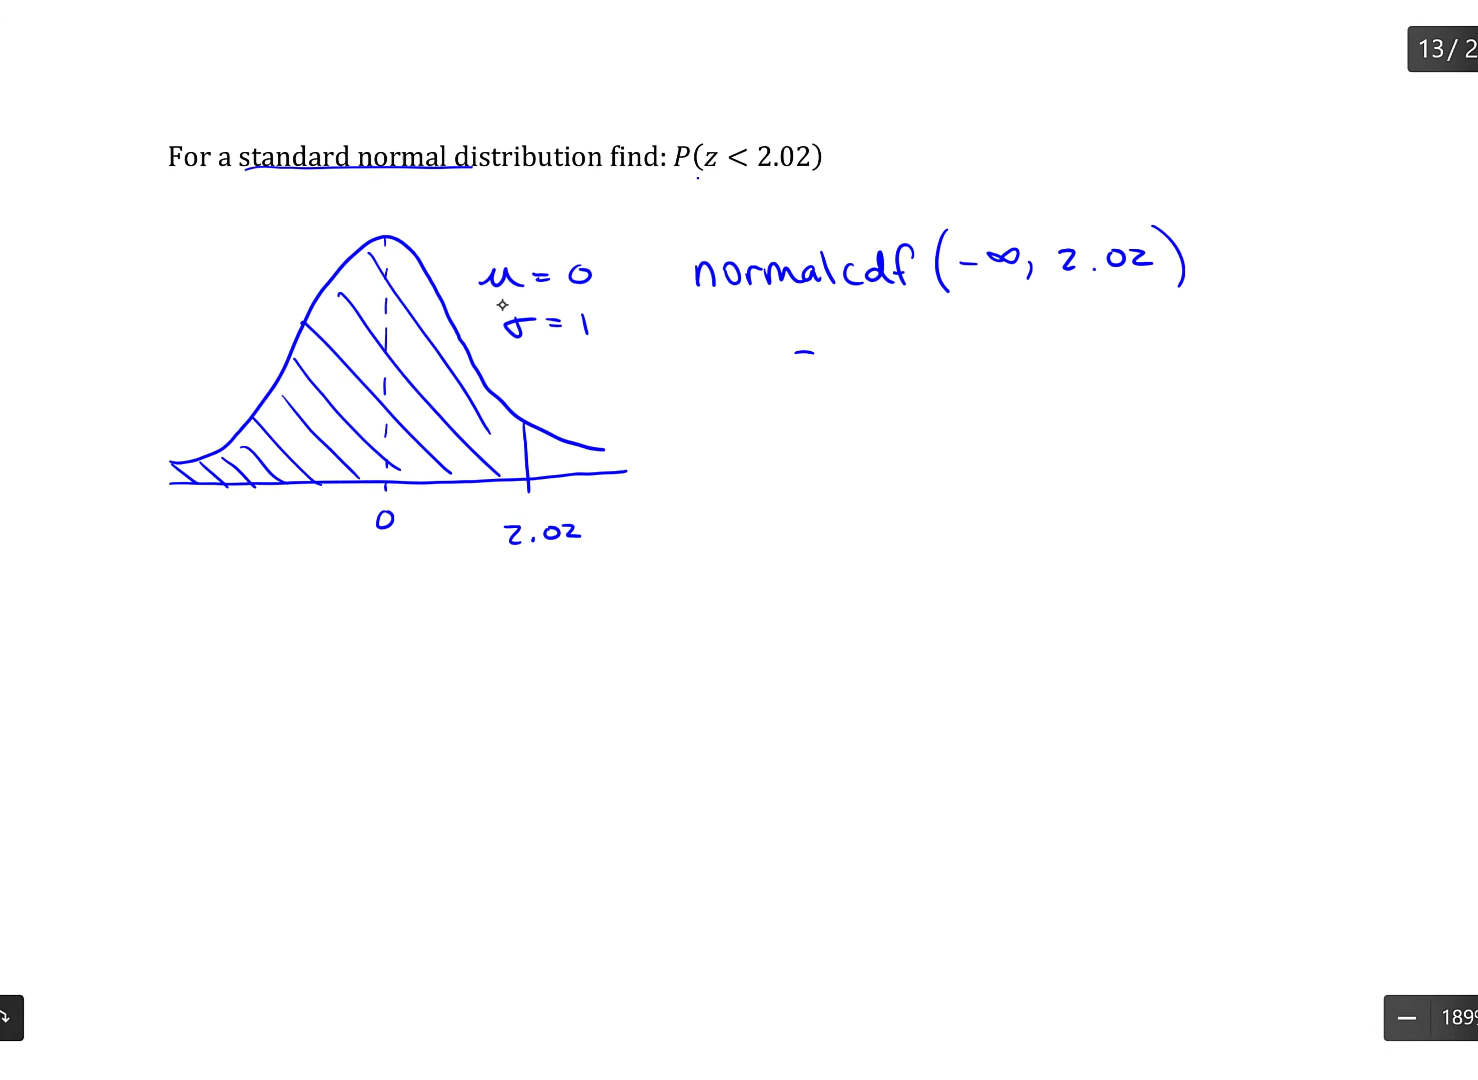 13 / 2
For a standard normal distribution find: P(z < 2.02)
μ = 0
σ = 1
normalcdf (-∞, 2.02)
0
2.02
189